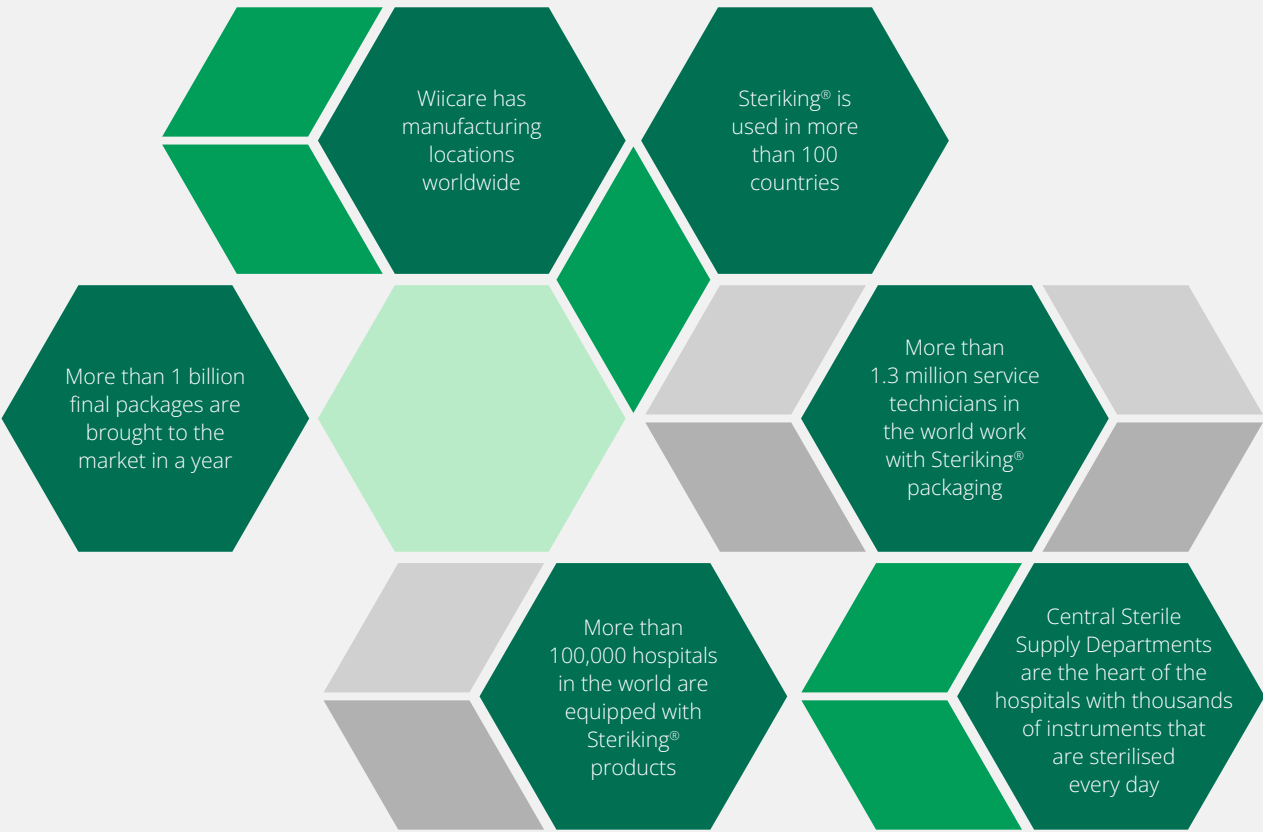 Wiicare has
manufacturing
locations
worldwide
Steriking® is
used in more
than 100
countries
More than 1 billion
final packages are
brought to the
market in a year
More than
1.3 million service
technicians in
the world work
with Steriking®
packaging
More than
100,000 hospitals
in the world are
equipped with
Steriking®
products
Central Sterile
Supply Departments
are the heart of the
hospitals with thousands
of instruments that
are sterilised
every day